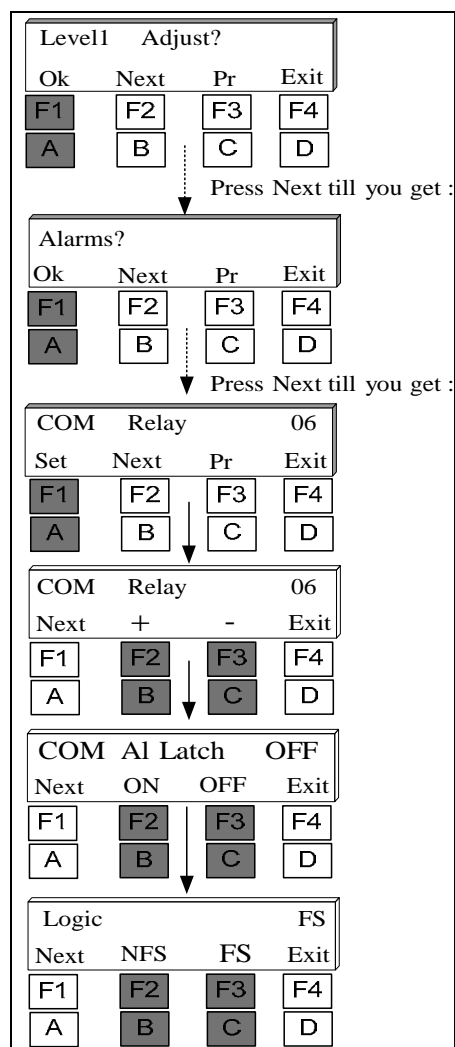 Level1 Adjust?
Ok Next Pr Exit
F1 F2 F3 F4
A B C D
Press Next till you get :
Alarms?
Ok Next Pr Exit
F1 F2 F3 F4
A B C D
Press Next till you get :
COM Relay 06
Set Next Pr Exit
F1 F2 F3 F4
A B C D
COM Relay 06
Next + - Exit
F1 F2 F3 F4
A B C D
COM Al Latch OFF
Next ON OFF Exit
F1 F2 F3 F4
A B C D
Logic FS
Next NFS FS Exit
F1 F2 F3 F4
A B C D